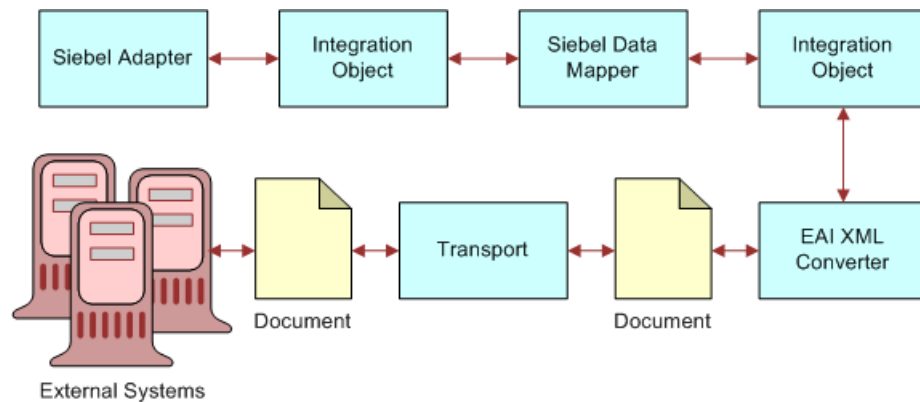 Siebel Adapter
Integration
Object
Siebel Data
Mapper
Integration
Object
Transport
EAI XML
Converter
Document
Document
External Systems